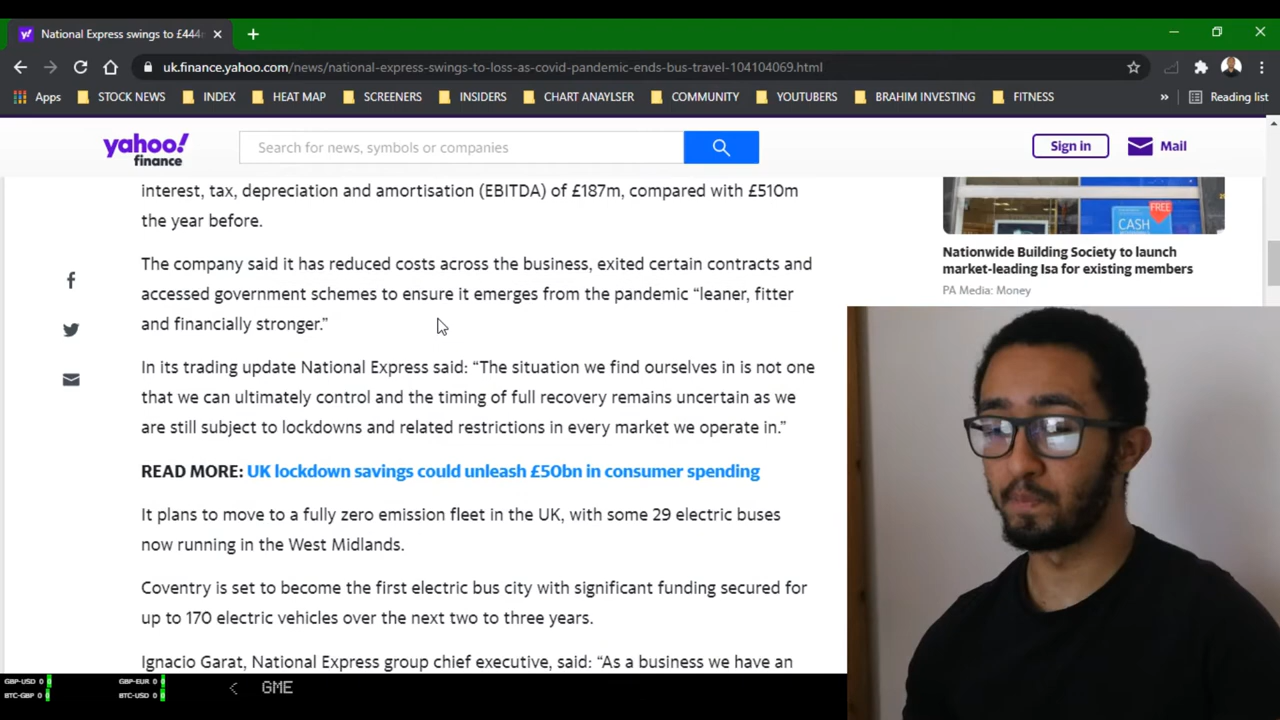 National Express swings to £444
uk.finance.yahoo.com/news/national-express-swings-to-loss-as-covid-pandemic-ends-bus-travel-104104069.html
Apps STOCK NEWS INDEX HEAT MAP SCREENERS INSIDERS CHART ANAYLSER COMMUNITY YOUTUBERS BRAHIM INVESTING FITNESS » Reading list
yahoo!
finance
Search for news, symbols or companies
Sign in Mail
interest, tax, depreciation and amortisation (EBITDA) of £187m, compared with £510m
the year before.
The company said it has reduced costs across the business, exited certain contracts and
accessed government schemes to ensure it emerges from the pandemic “leaner, fitter
and financially stronger.”
In its trading update National Express said: “The situation we find ourselves in is not one
that we can ultimately control and the timing of full recovery remains uncertain as we
are still subject to lockdowns and related restrictions in every market we operate in.”
READ MORE: UK lockdown savings could unleash £50bn in consumer spending
It plans to move to a fully zero emission fleet in the UK, with some 29 electric buses
now running in the West Midlands.
Coventry is set to become the first electric bus city with significant funding secured for
up to 170 electric vehicles over the next two to three years.
Ignacio Garat, National Express group chief executive, said: “As a business we have an
FREE
CASH
Nationwide Building Society to launch
market-leading Isa for existing members
PA Media: Money
GBP-USD 0 0 GBP-EUR 0 0
BTC-GBP 0 0 BTC-USD 0 0
< GME